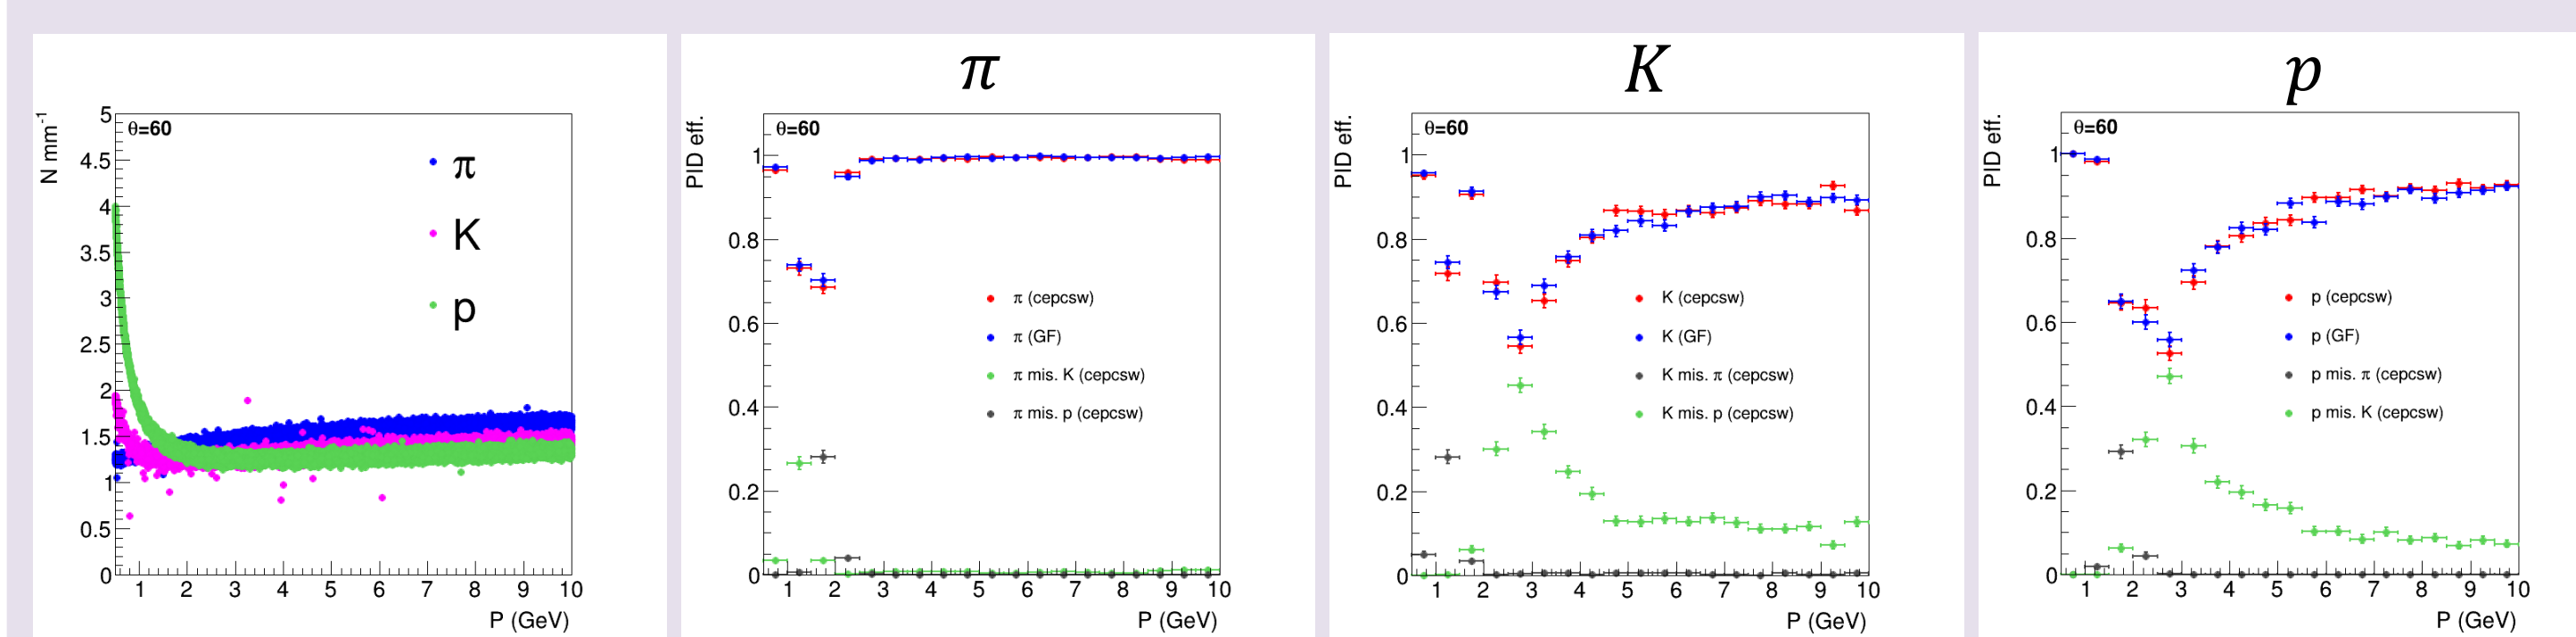 π
K
p
N mm⁻¹
5
4.5
4
3.5
3
2.5
2
1.5
1
0.5
0
θ=60
π
K
p
1 2 3 4 5 6 7 8 9 10
P (GeV)
PID eff.
1
0.8
0.6
0.4
0.2
0
θ=60
π (cepcsw)
π (GF)
π mis. K (cepcsw)
π mis. p (cepcsw)
1 2 3 4 5 6 7 8 9 10
P (GeV)
PID eff.
1
0.8
0.6
0.4
0.2
0
θ=60
K (cepcsw)
K (GF)
K mis. π (cepcsw)
K mis. p (cepcsw)
1 2 3 4 5 6 7 8 9 10
P (GeV)
PID eff.
1
0.8
0.6
0.4
0.2
0
θ=60
p (cepcsw)
p (GF)
p mis. π (cepcsw)
p mis. K (cepcsw)
1 2 3 4 5 6 7 8 9 10
P (GeV)